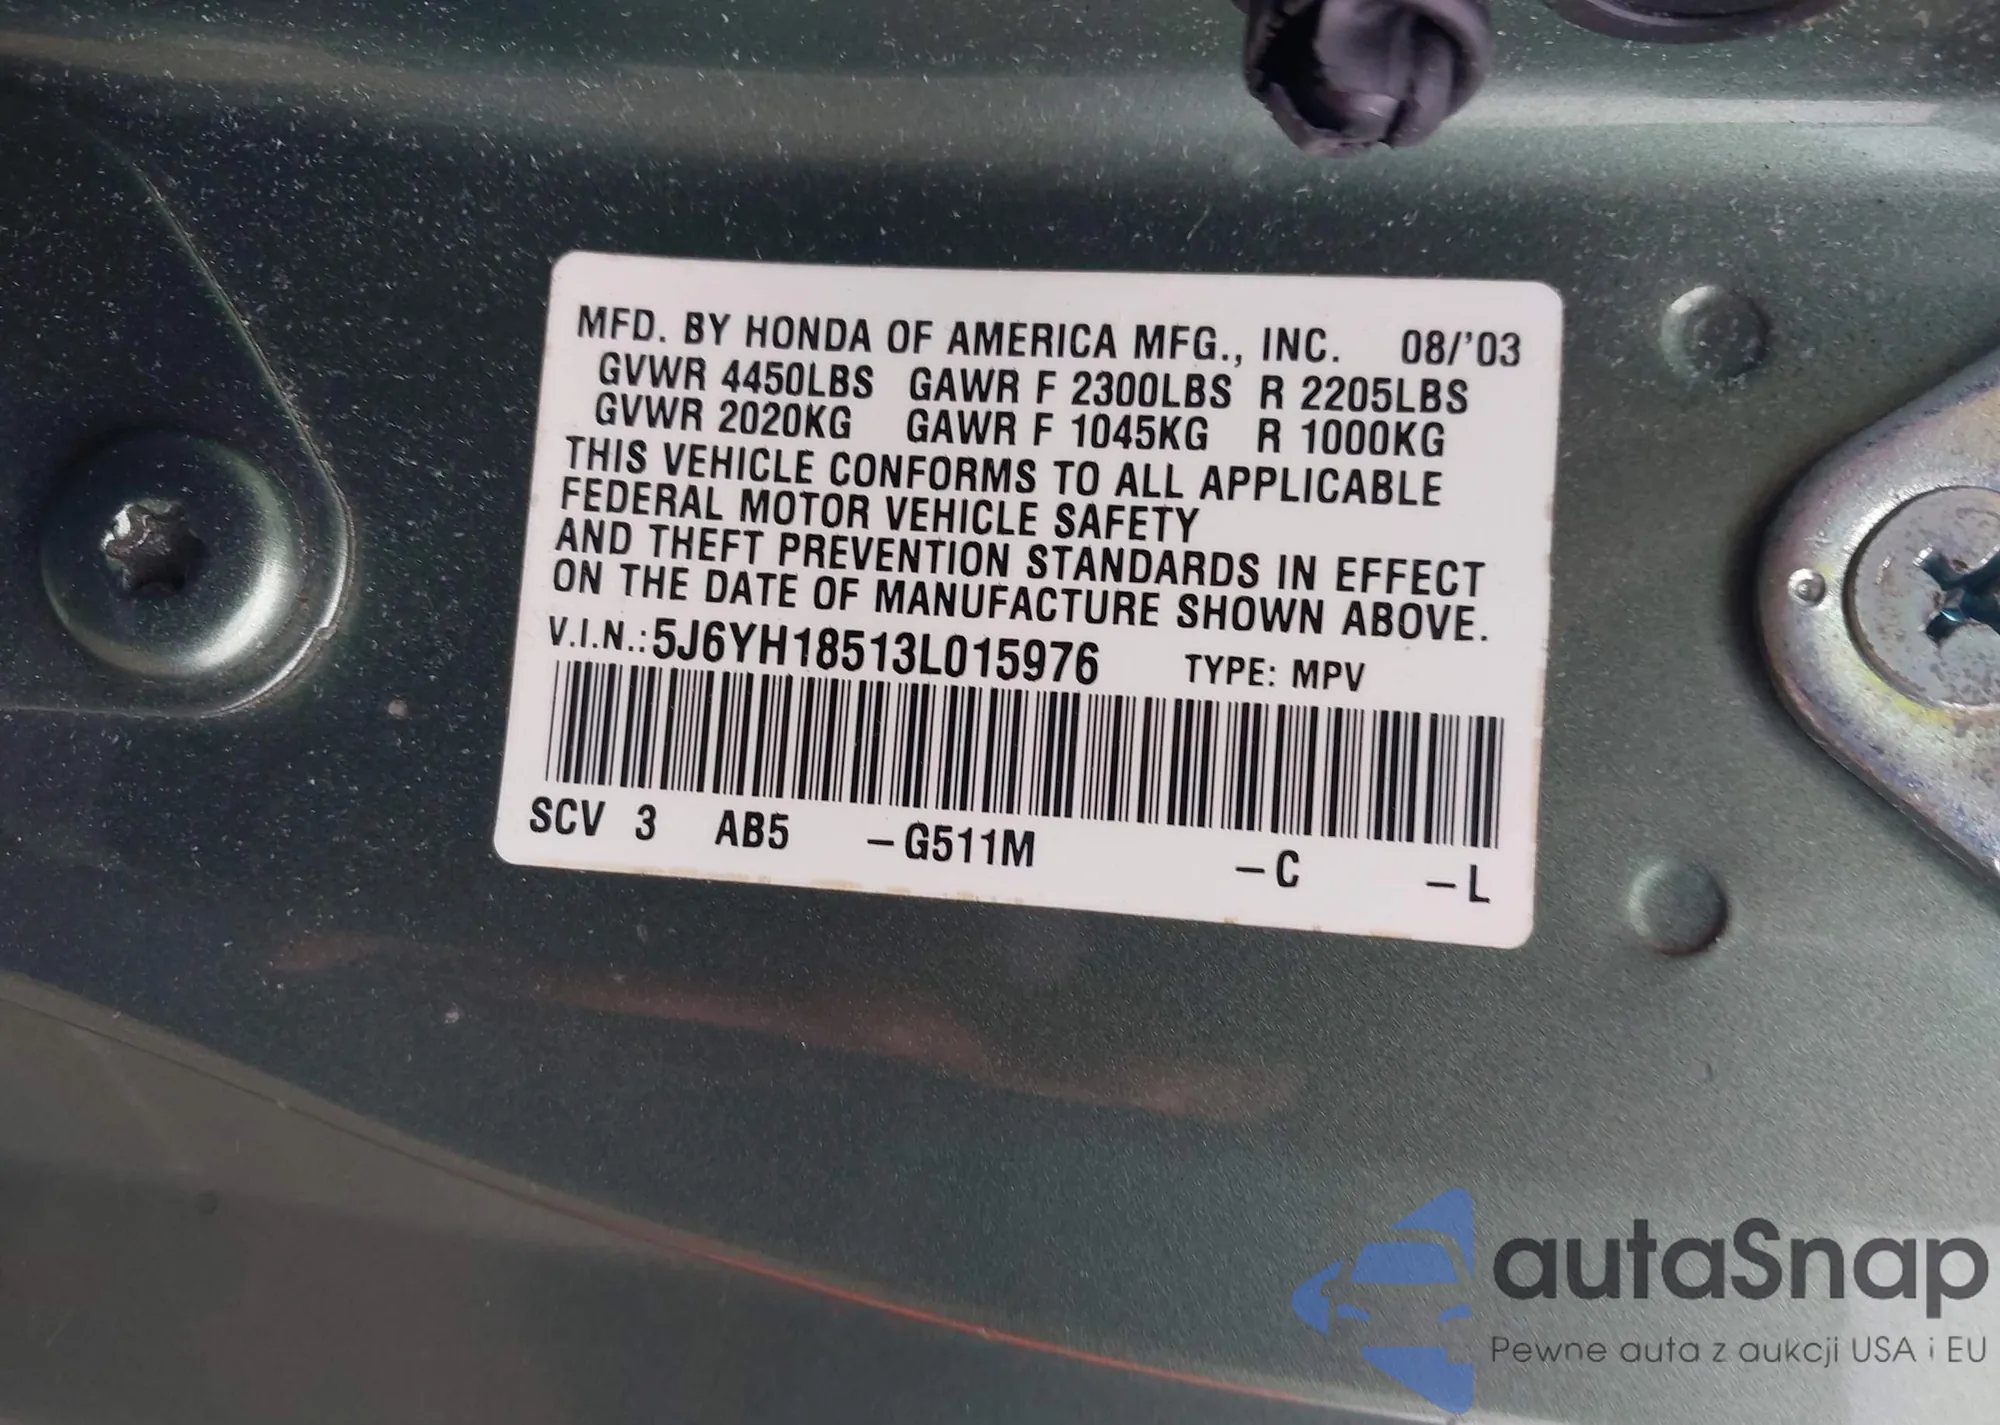 MFD. BY HONDA OF AMERICA MFG., INC. 08/'03
GVWR 4450LBS GAWR F 2300LBS R 2205LBS
GVWR 2020KG GAWR F 1045KG R 1000KG
THIS VEHICLE CONFORMS TO ALL APPLICABLE
FEDERAL MOTOR VEHICLE SAFETY
AND THEFT PREVENTION STANDARDS IN EFFECT
ON THE DATE OF MANUFACTURE SHOWN ABOVE.
V.I.N.: 5J6YH18513L015976 TYPE: MPV
SCV 3 AB5 –G511M –C –L
autaSnap
Pewne auta z aukcji USA i EU